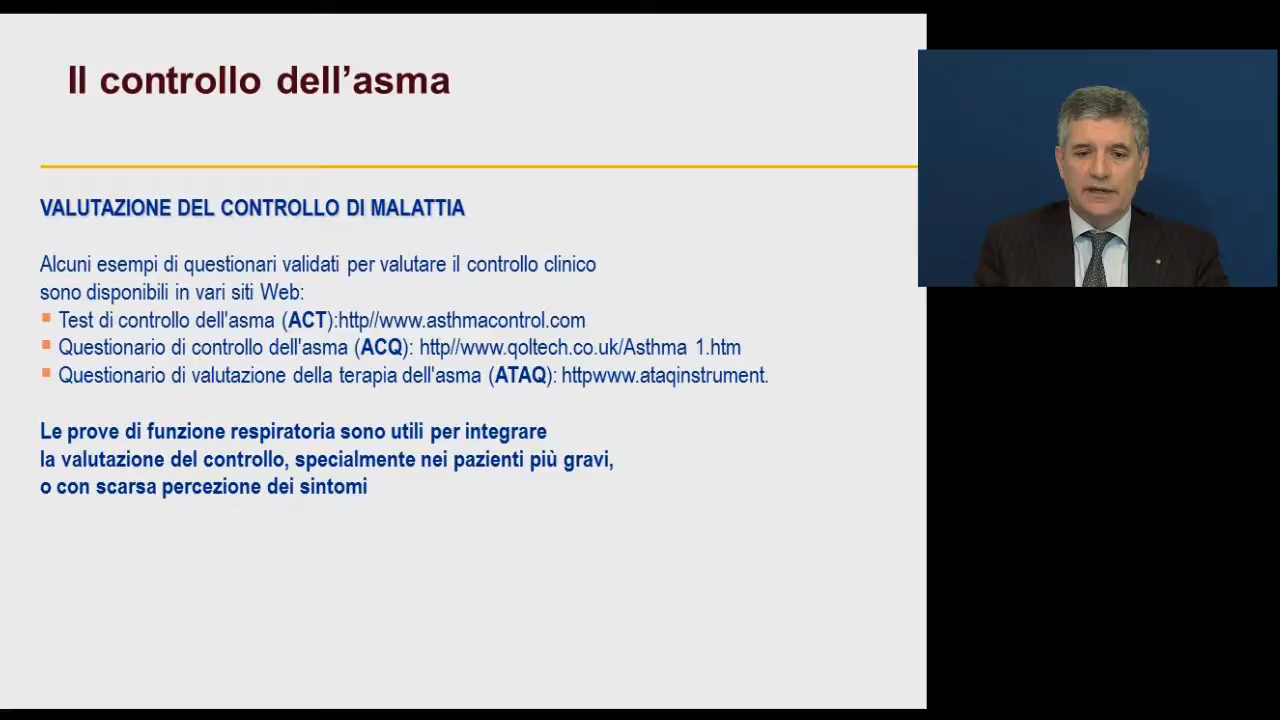 Il controllo dell’asma
VALUTAZIONE DEL CONTROLLO DI MALATTIA
Alcuni esempi di questionari validati per valutare il controllo clinico
sono disponibili in vari siti Web:
Test di controllo dell'asma (ACT):http//www.asthmacontrol.com
Questionario di controllo dell'asma (ACQ): http//www.qoltech.co.uk/Asthma 1.htm
Questionario di valutazione della terapia dell'asma (ATAQ): httpwww.ataqinstrument.
Le prove di funzione respiratoria sono utili per integrare
la valutazione del controllo, specialmente nei pazienti più gravi,
o con scarsa percezione dei sintomi